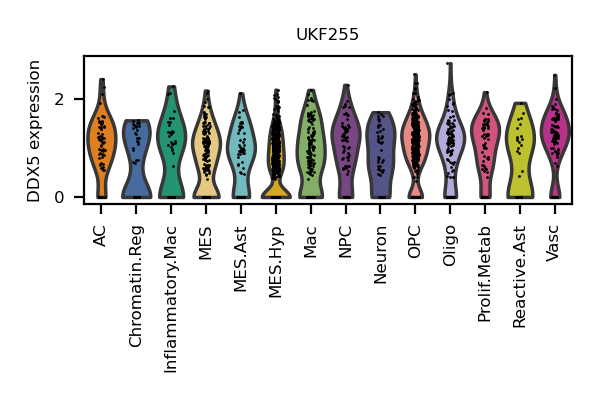 UKF255
DDX5 expression
2
0
AC
Chromatin.Reg
Inflammatory.Mac
MES
MES.Ast
MES.Hyp
Mac
NPC
Neuron
OPC
Oligo
Prolif.Metab
Reactive.Ast
Vasc